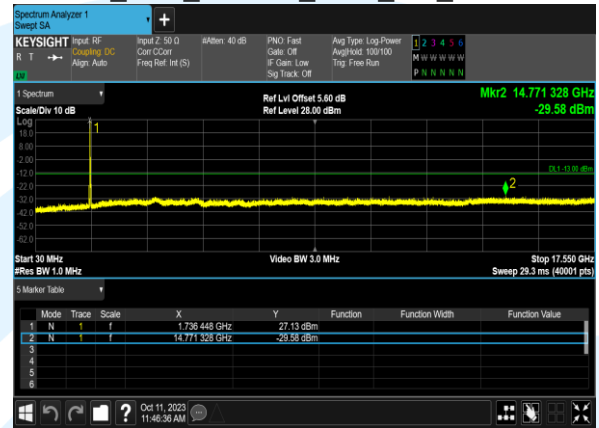 Spectrum Analyzer 1
Swept SA
KEYSIGHT Input: RF Input Z: 50 Ω #Atten: 40 dB PNO: Fast Avg Type: Log-Power 1 2 3 4 5 6
R T Coupling: DC Corr CCorr Gate: Off Avg|Hold: 100/100 M W W W W W
Align: Auto Freq Ref: Int (S) IF Gain: Low Trig: Free Run P N N N N N
LW Sig Track: Off
1 Spectrum Ref Lvl Offset 5.60 dB Mkr2 14.771 328 GHz
Scale/Div 10 dB Ref Level 28.00 dBm -29.58 dBm
Log
18.0
1
8.00
-2.00
-12.0
DL1 -13.00 dBm
-22.0
2
-32.0
-42.0
-52.0
-62.0
Start 30 MHz Video BW 3.0 MHz Stop 17.550 GHz
#Res BW 1.0 MHz Sweep 29.3 ms (40001 pts)
5 Marker Table
Mode Trace Scale X Y Function Function Width Function Value
1 N 1 f 1.736 448 GHz 27.13 dBm
2 N 1 f 14.771 328 GHz -29.58 dBm
3
4
5
6
? Oct 11, 2023
11:46:36 AM